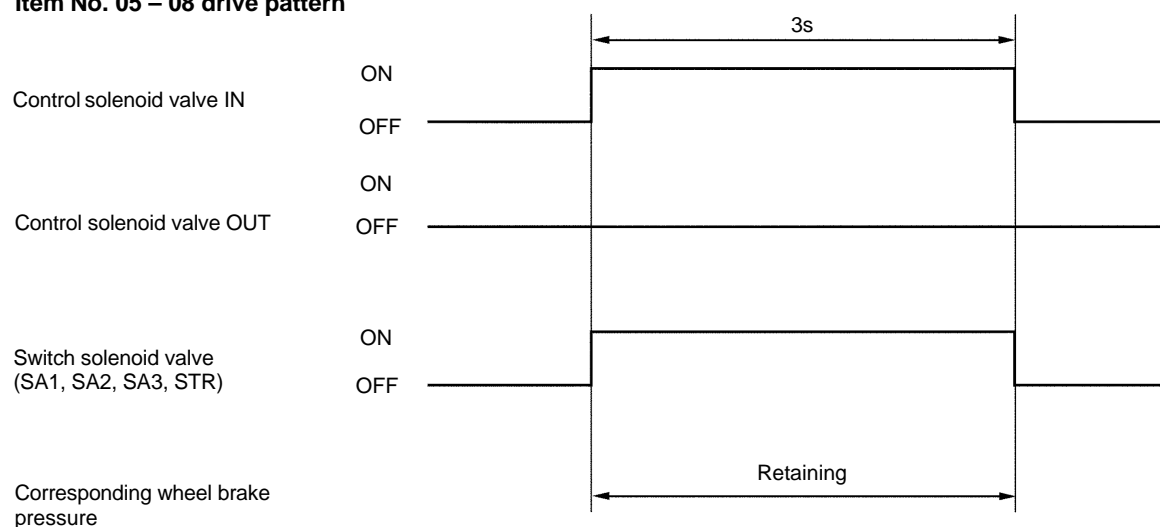 Item No. 05 – 08 drive pattern
3s
ON
Control solenoid valve IN
OFF
ON
Control solenoid valve OUT
OFF
ON
Switch solenoid valve
(SA1, SA2, SA3, STR)
OFF
Retaining
Corresponding wheel brake
pressure